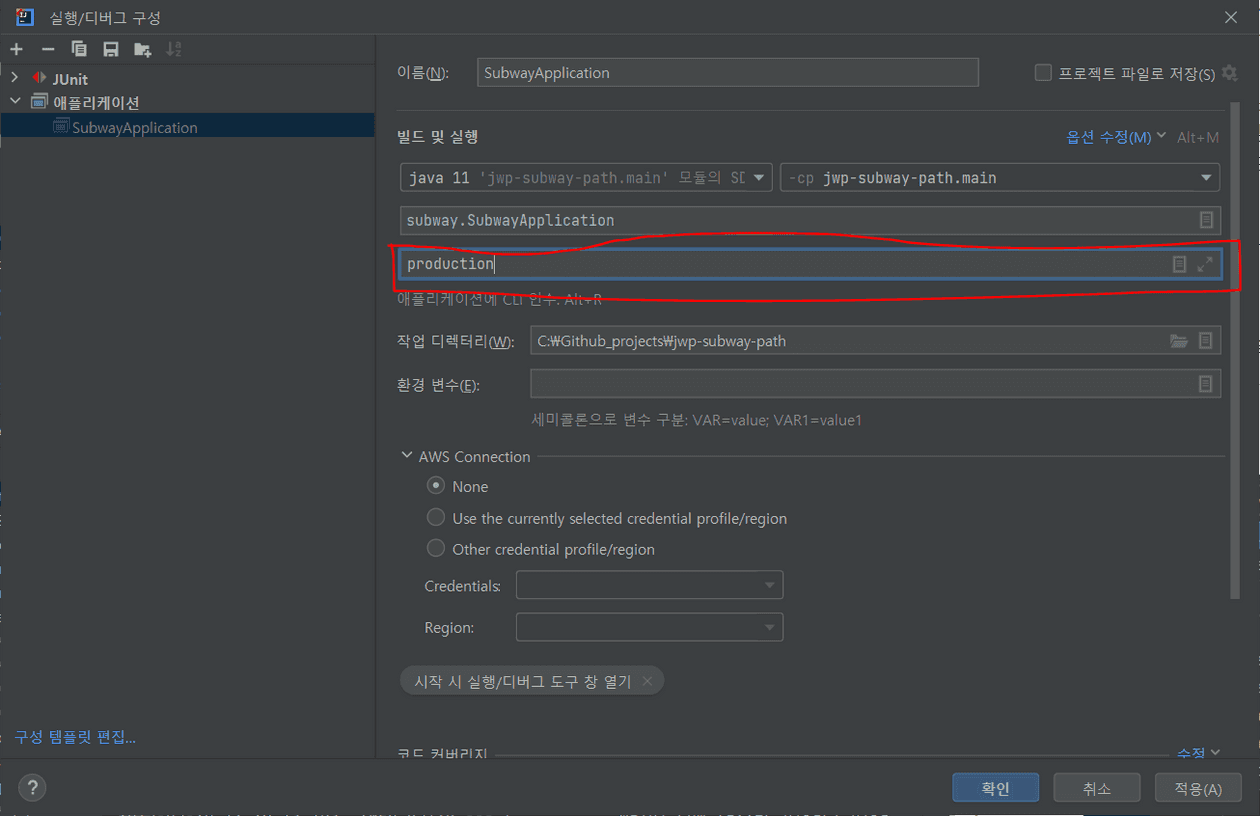 실행/디버그 구성
이름(N): SubwayApplication 프로젝트 파일로 저장(S)
JUnit
애플리케이션
SubwayApplication
빌드 및 실행 옵션 수정(M) Alt+M
java 11 'jwp-subway-path.main' 모듈의 -cp jwp-subway-path.main
subway.SubwayApplication
production
애플리케이션에 CLI 인수. Alt+R
작업 디렉터리(W): C:₩Github_projects₩jwp-subway-path
환경 변수(E):
세미콜론으로 변수 구분: VAR=value; VAR1=value1
AWS Connection
None
Use the currently selected credential profile/region
Other credential profile/region
Credentials:
Region:
시작 시 실행/디버그 도구 창 열기
구성 템플릿 편집...
코드 커버리지 수정
? 확인 취소 적용(A)